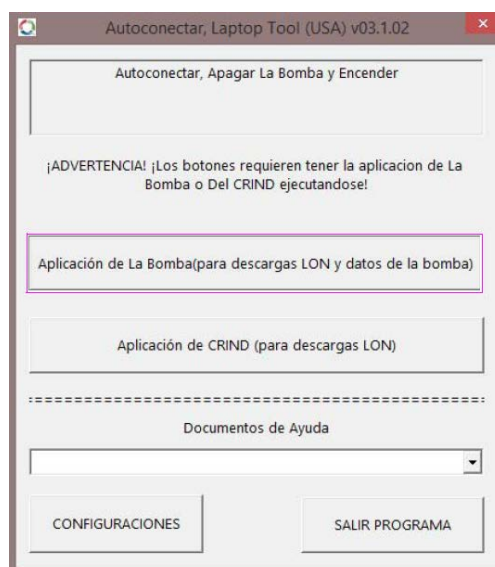 Autoconectar, Laptop Tool (USA) v03.1.02
Autoconectar, Apagar La Bomba y Encender
¡ADVERTENCIA! ¡Los botones requieren tener la aplicacion de La
Bomba o Del CRIND ejecutandose!
Aplicación de La Bomba(para descargas LON y datos de la bomba)
Aplicación de CRIND (para descargas LON)
Documentos de Ayuda
CONFIGURACIONES
SALIR PROGRAMA